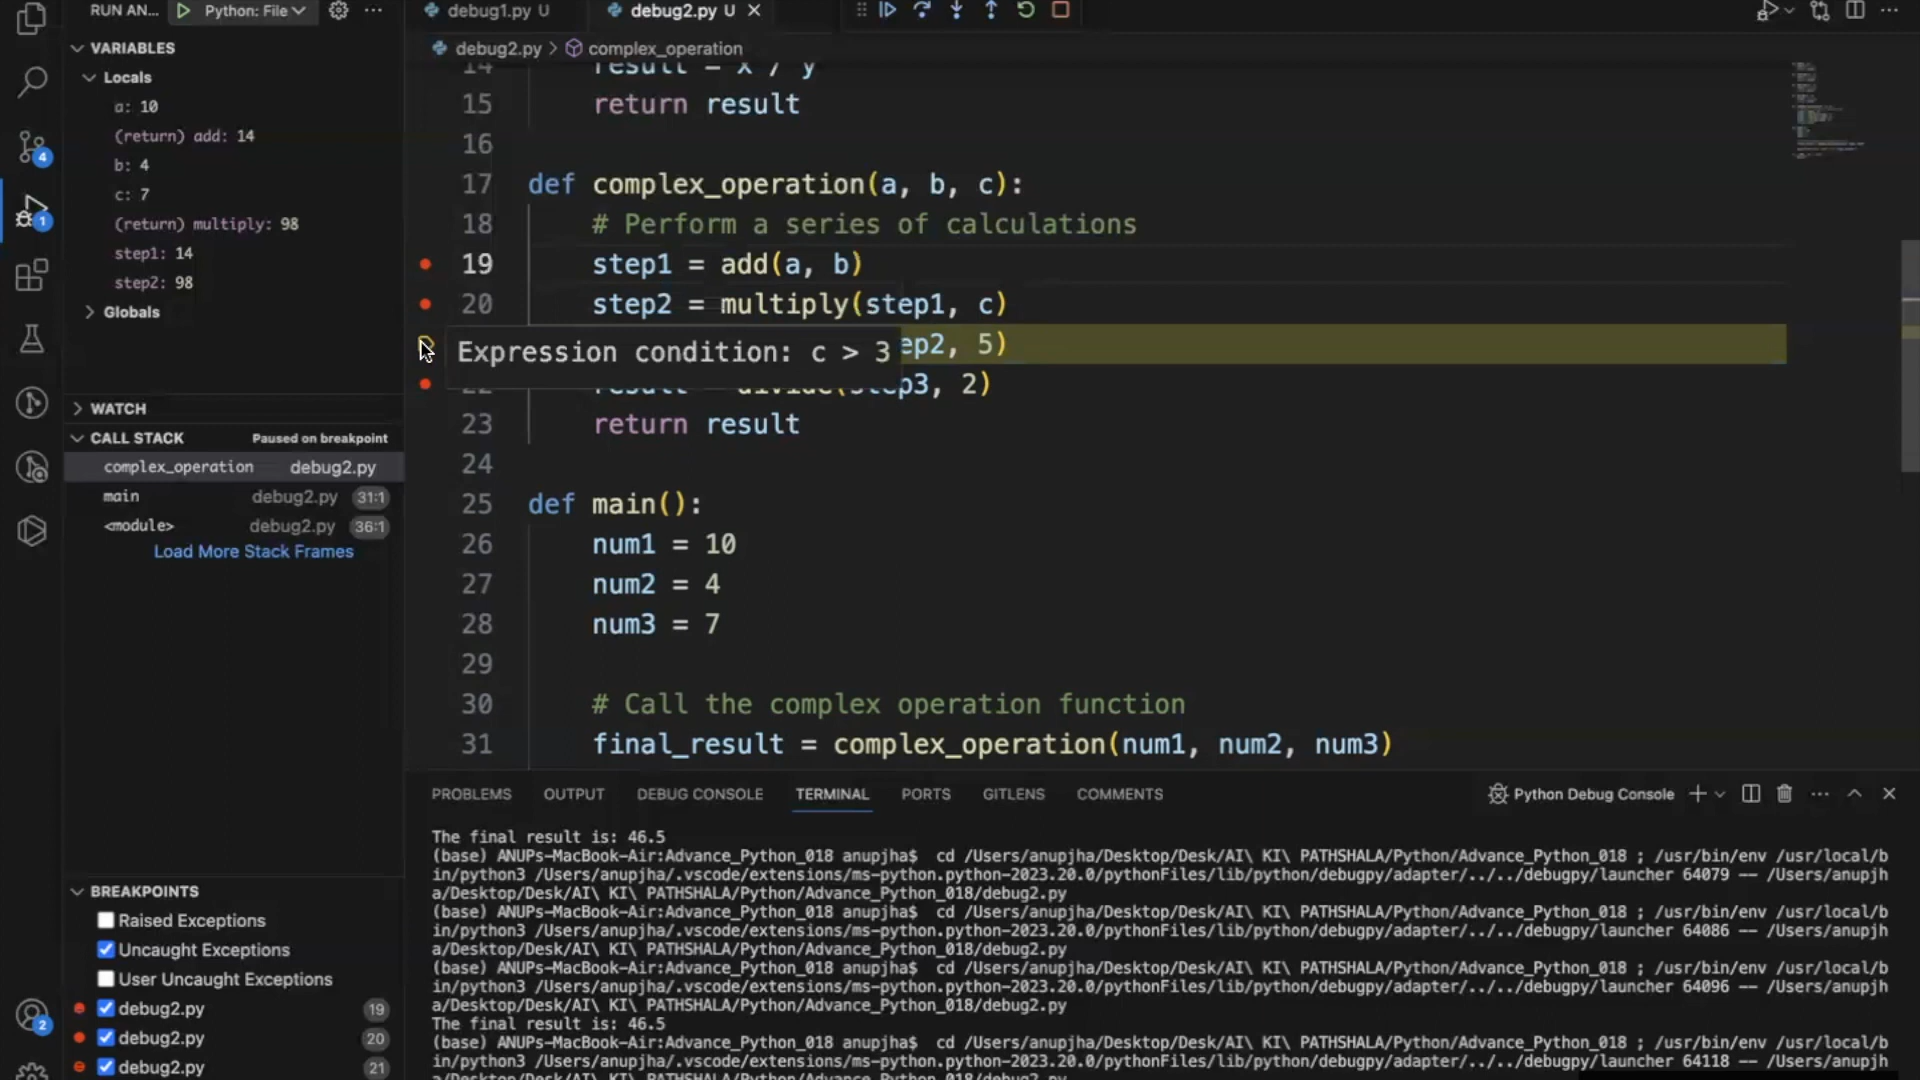 RUN AN... Python: File ···
debug1.py U debug2.py U
debug2.py > complex_operation
VARIABLES
Locals
a: 10
(return) add: 14
b: 4
c: 7
(return) multiply: 98
step1: 14
step2: 98
Globals
WATCH
CALL STACK Paused on breakpoint
complex_operation debug2.py
main debug2.py 31:1
<module> debug2.py 36:1
Load More Stack Frames
BREAKPOINTS
Raised Exceptions
Uncaught Exceptions
User Uncaught Exceptions
debug2.py 19
debug2.py 20
debug2.py 21
4
1
2
14 result = x / y
15 return result
16
17 def complex_operation(a, b, c):
18 # Perform a series of calculations
19 step1 = add(a, b)
20 step2 = multiply(step1, c)
Expression condition: c > 3 ep2, 5)
22 result = divide(step3, 2)
23 return result
24
25 def main():
26 num1 = 10
27 num2 = 4
28 num3 = 7
29
30 # Call the complex operation function
31 final_result = complex_operation(num1, num2, num3)
PROBLEMS OUTPUT DEBUG CONSOLE TERMINAL PORTS GITLENS COMMENTS Python Debug Console
The final result is: 46.5
(base) ANUPs-MacBook-Air:Advance_Python_018 anupjha$  cd /Users/anupjha/Desktop/Desk/AI\ KI\ PATHSHALA/Python/Advance_Python_018 ; /usr/bin/env /usr/local/b
in/python3 /Users/anupjha/.vscode/extensions/ms-python.python-2023.20.0/pythonFiles/lib/python/debugpy/adapter/../../debugpy/launcher 64079 -- /Users/anupjh
a/Desktop/Desk/AI\ KI\ PATHSHALA/Python/Advance_Python_018/debug2.py
(base) ANUPs-MacBook-Air:Advance_Python_018 anupjha$  cd /Users/anupjha/Desktop/Desk/AI\ KI\ PATHSHALA/Python/Advance_Python_018 ; /usr/bin/env /usr/local/b
in/python3 /Users/anupjha/.vscode/extensions/ms-python.python-2023.20.0/pythonFiles/lib/python/debugpy/adapter/../../debugpy/launcher 64086 -- /Users/anupjh
a/Desktop/Desk/AI\ KI\ PATHSHALA/Python/Advance_Python_018/debug2.py
(base) ANUPs-MacBook-Air:Advance_Python_018 anupjha$  cd /Users/anupjha/Desktop/Desk/AI\ KI\ PATHSHALA/Python/Advance_Python_018 ; /usr/bin/env /usr/local/b
in/python3 /Users/anupjha/.vscode/extensions/ms-python.python-2023.20.0/pythonFiles/lib/python/debugpy/adapter/../../debugpy/launcher 64096 -- /Users/anupjh
a/Desktop/Desk/AI\ KI\ PATHSHALA/Python/Advance_Python_018/debug2.py
The final result is: 46.5
(base) ANUPs-MacBook-Air:Advance_Python_018 anupjha$  cd /Users/anupjha/Desktop/Desk/AI\ KI\ PATHSHALA/Python/Advance_Python_018 ; /usr/bin/env /usr/local/b
in/python3 /Users/anupjha/.vscode/extensions/ms-python.python-2023.20.0/pythonFiles/lib/python/debugpy/adapter/../../debugpy/launcher 64118 -- /Users/anupjh